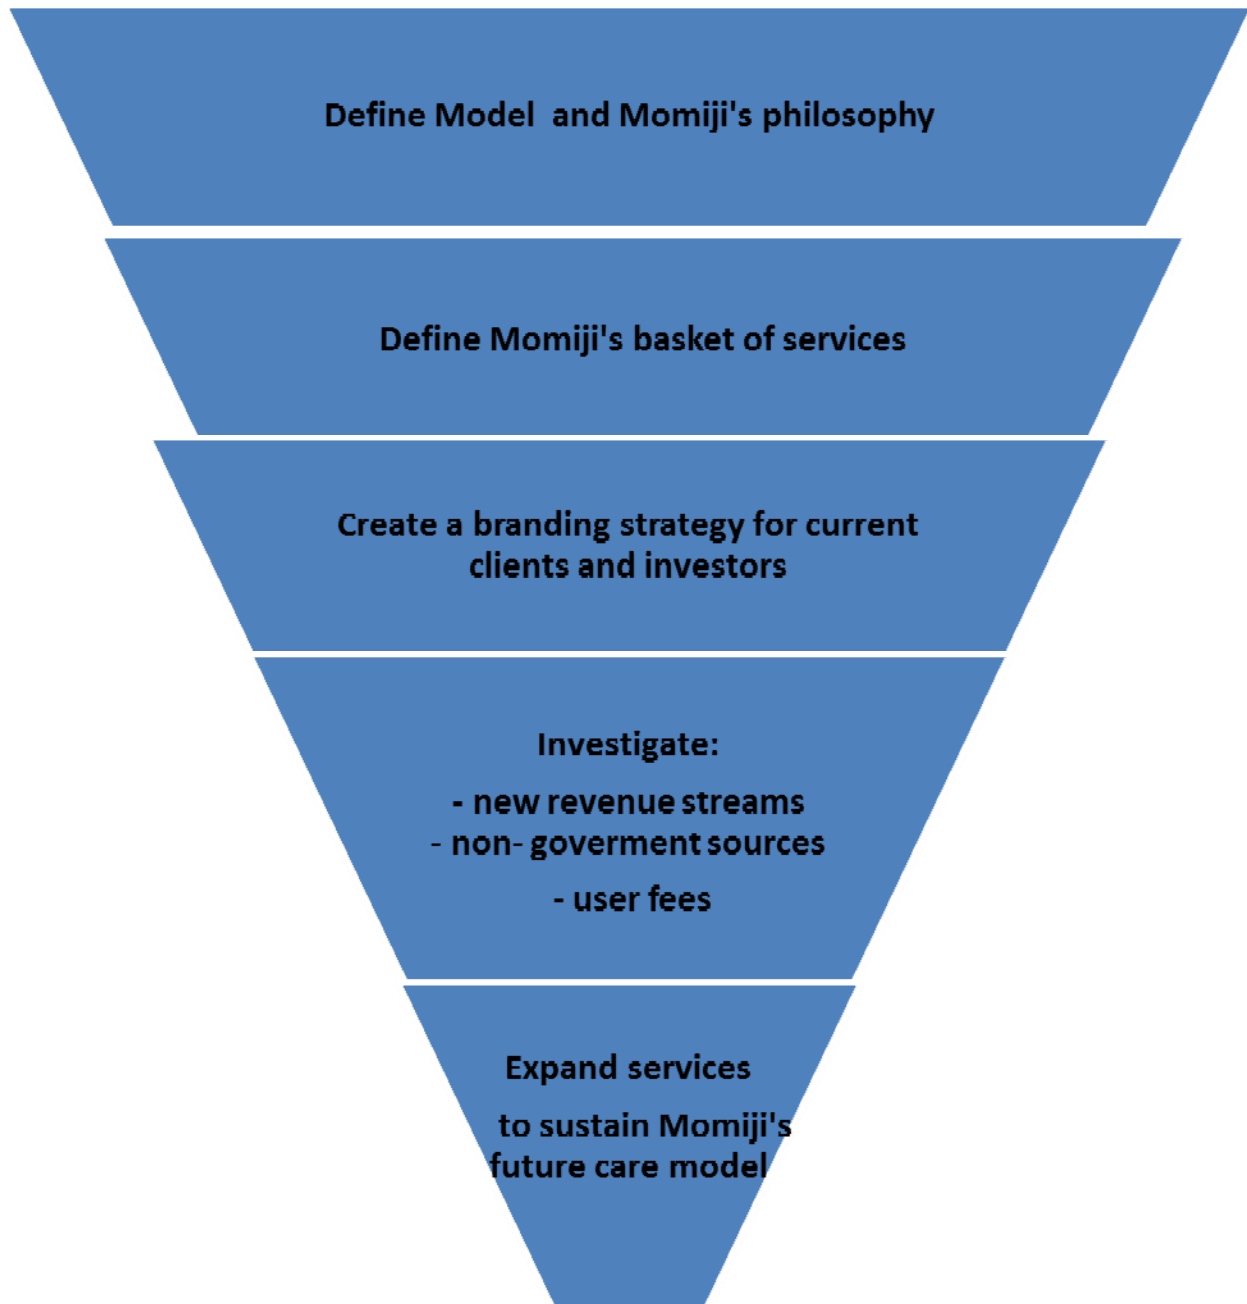 Define Model  and Momiji's philosophy
Define Momiji's basket of services
Create a branding strategy for current
clients and investors
Investigate:
- new revenue streams
- non- goverment sources
- user fees
Expand services
to sustain Momiji's
future care model